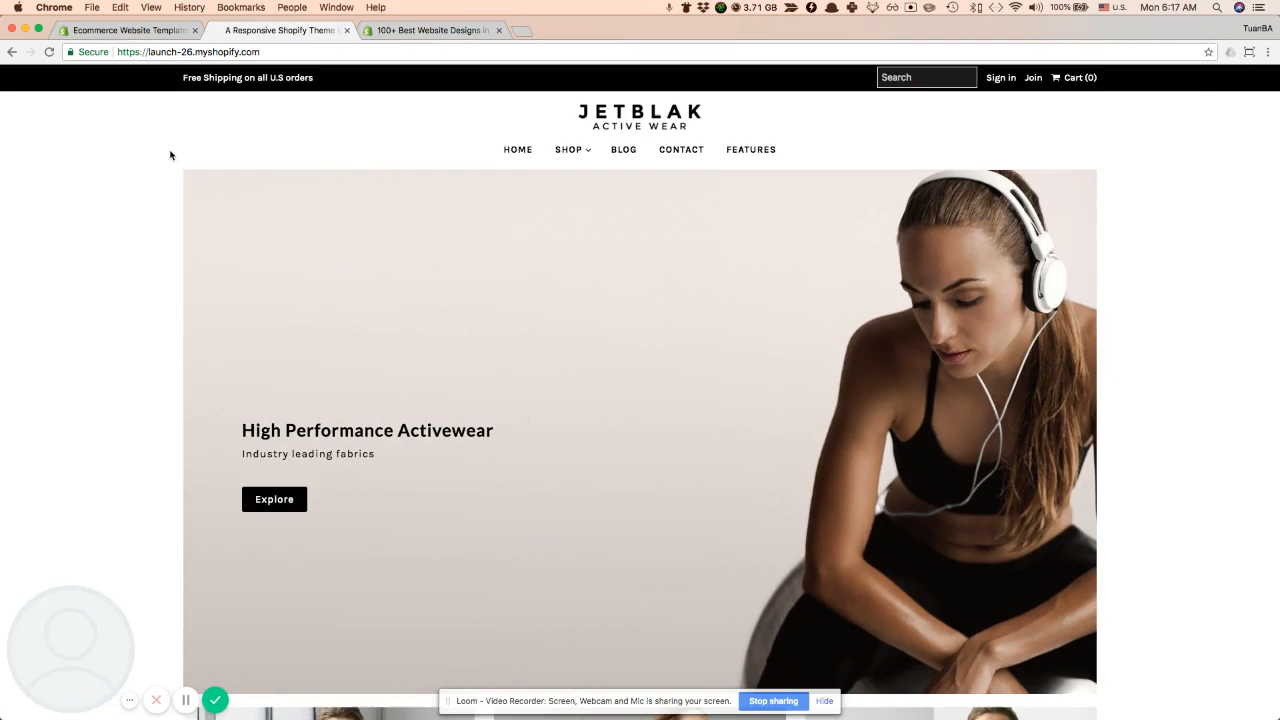 Chrome File Edit View History Bookmarks People Window Help 3.71 GB 100% U.S. Mon 6:17 AM
Ecommerce Website Template × A Responsive Shopify Theme × 100+ Best Website Designs in × TuanBA
Secure https://launch-26.myshopify.com
Free Shipping on all U.S orders Search Sign in Join Cart (0)
JETBLAK
ACTIVE WEAR
HOME SHOP BLOG CONTACT FEATURES
High Performance Activewear
Industry leading fabrics
Explore
Loom - Video Recorder: Screen, Webcam and Mic is sharing your screen. Stop sharing Hide